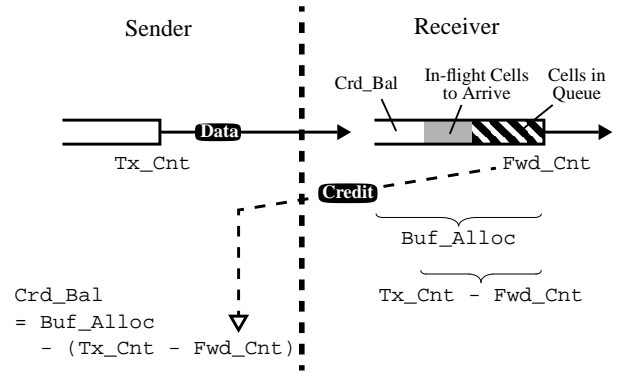 Sender
Receiver
Crd_Bal
In-flight Cells
to Arrive
Cells in
Queue
Data
Tx_Cnt
Fwd_Cnt
Credit
Buf_Alloc
Tx_Cnt - Fwd_Cnt
Crd_Bal
= Buf_Alloc
- (Tx_Cnt - Fwd_Cnt)